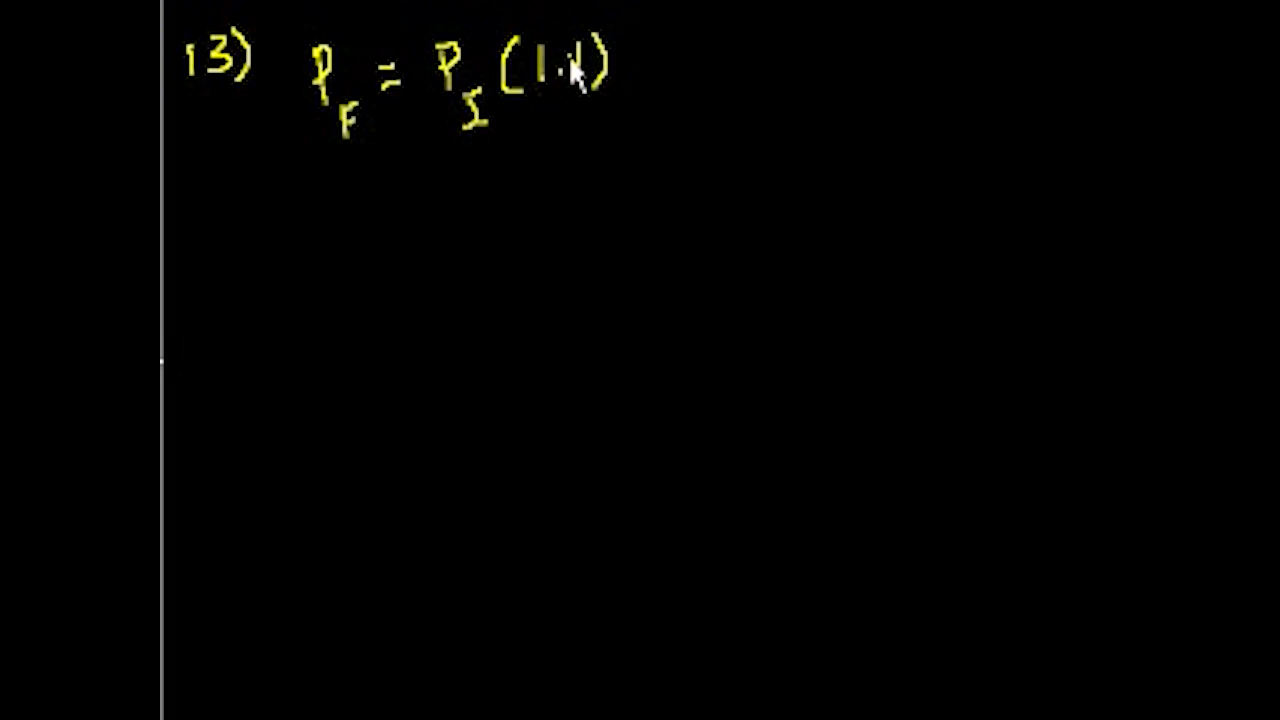 13) P_F = P_I (1.1)